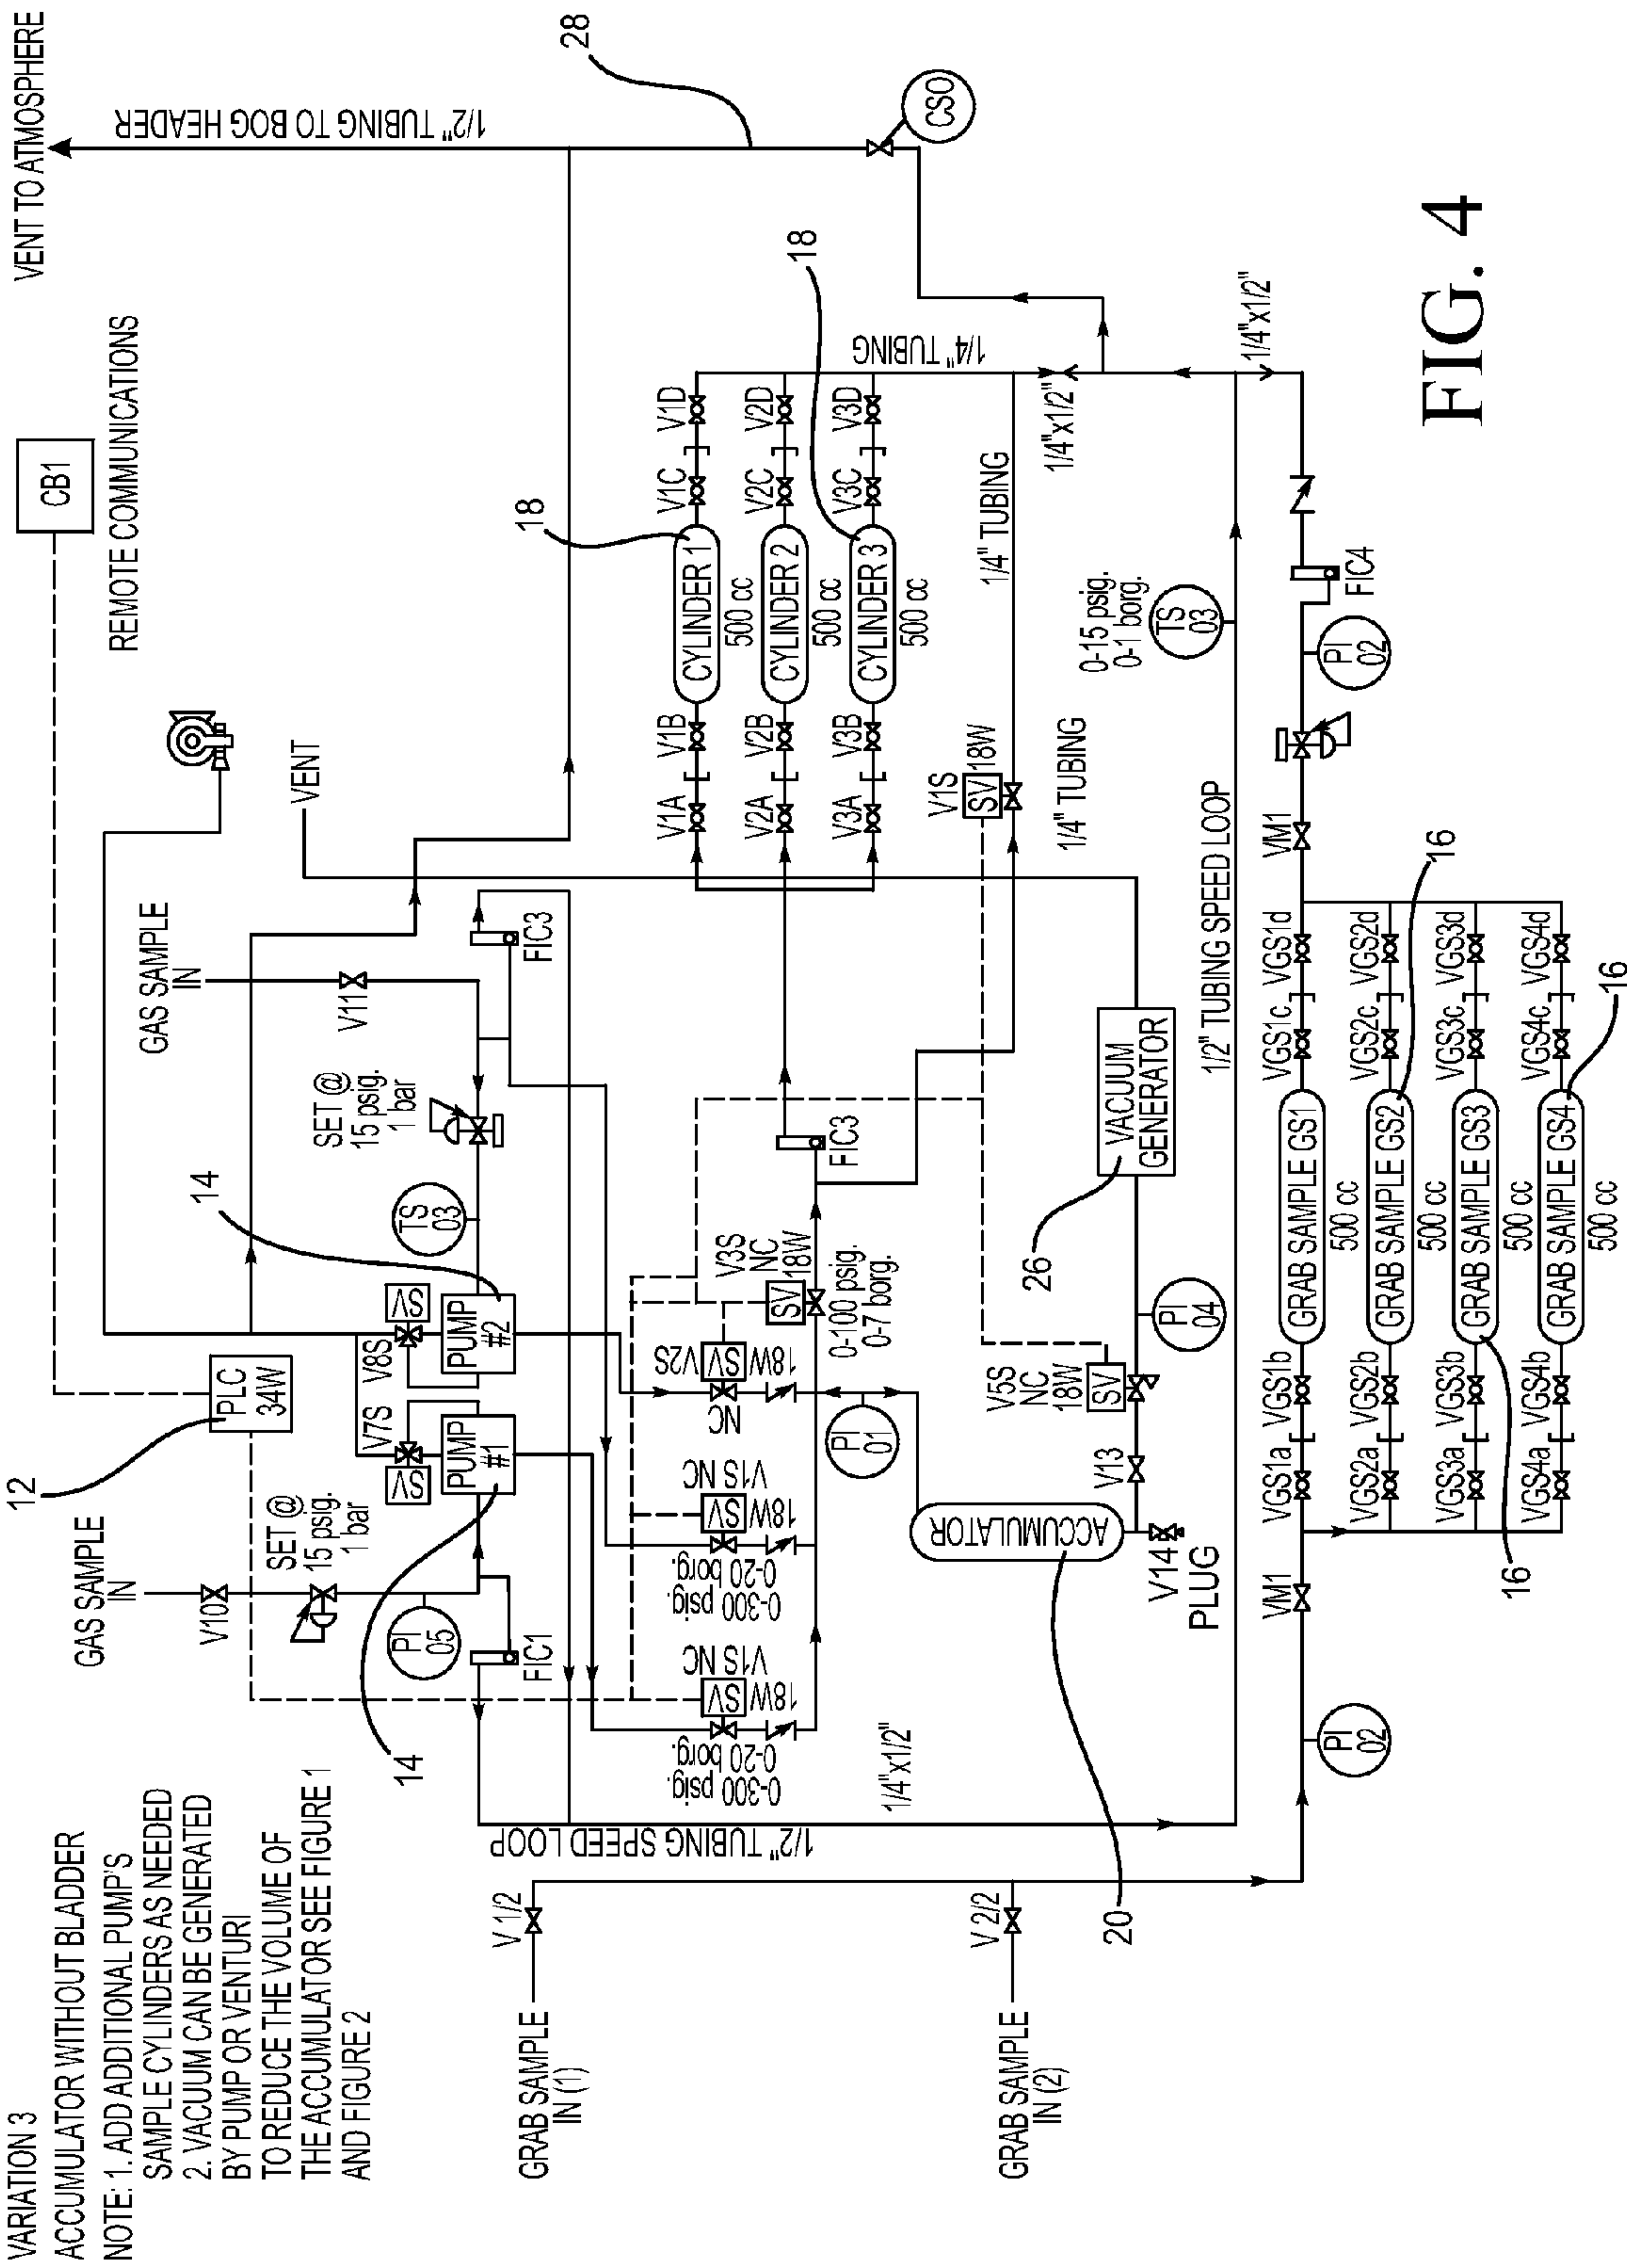 VARIATION 3
ACCUMULATOR WITHOUT BLADDER
NOTE: 1. ADD ADDITIONAL PUMP'S
SAMPLE CYLINDERS AS NEEDED
2. VACUUM CAN BE GENERATED
BY PUMP OR VENTURI
TO REDUCE THE VOLUME OF
THE ACCUMULATOR SEE FIGURE 1
AND FIGURE 2
12
PLC
34W
CB1
REMOTE COMMUNICATIONS
VENT TO ATMOSPHERE
1/2" TUBING TO BOG HEADER
28
CSO
GAS SAMPLE
IN
V10
SET @
15 psig.
1 bar
PI
05
FIC1
14
V7S
SV
PUMP
#1
V8S
SV
PUMP
#2
14
TS
03
SET @
15 psig.
1 bar
GAS SAMPLE
IN
V11
FIC3
VENT
1/2" TUBING SPEED LOOP
V1S NC
SV
18W
0-20 borg.
0-300 psig.
V1S NC
SV
18W
0-20 borg.
0-300 psig.
V2S
SV
18W
NC
V3S
NC
18W
SV
0-100 psig.
0-7 borg.
PI
01
FIC3
1/4"x1/2"
V1A
V1B
CYLINDER 1
500 cc
V1C
V1D
18
V2A
V2B
CYLINDER 2
500 cc
V2C
V2D
V3A
V3B
CYLINDER 3
500 cc
V3C
V3D
18
1/4" TUBING
V1S
SV
18W
1/4" TUBING
1/4" TUBING
1/4"x1/2"
1/4"x1/2"
0-15 psig.
0-1 borg.
TS
03
ACCUMULATOR
20
V14
PLUG
V13
V5S
NC
18W
SV
PI
04
26
VACUUM
GENERATOR
1/2" TUBING SPEED LOOP
GRAB SAMPLE
IN (1)
V 1/2
GRAB SAMPLE
IN (2)
V 2/2
PI
02
VM1
VGS1a
VGS1b
GRAB SAMPLE GS1
500 cc
VGS1c
VGS1d
VGS2a
VGS2b
GRAB SAMPLE GS2
500 cc
VGS2c
VGS2d
16
VGS3a
VGS3b
GRAB SAMPLE GS3
500 cc
VGS3c
VGS3d
16
VGS4a
VGS4b
GRAB SAMPLE GS4
500 cc
VGS4c
VGS4d
16
VM1
PI
02
FIC4
FIG. 4